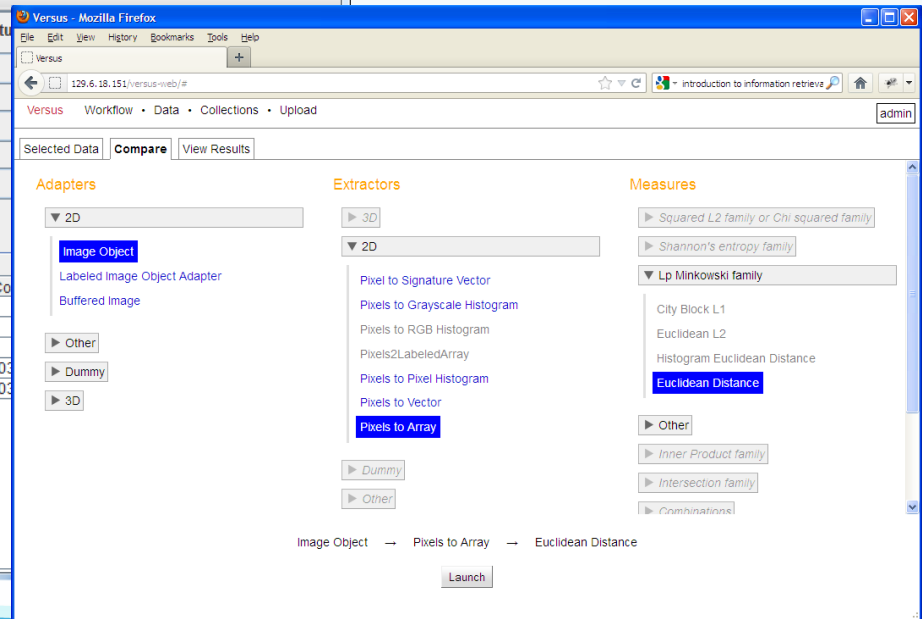 Versus - Mozilla Firefox
File Edit View History Bookmarks Tools Help
Versus
129.6.18.151/versus-web/#
introduction to information retrieva
Versus Workflow • Data • Collections • Upload
admin
Selected Data Compare View Results
Adapters
2D
Image Object
Labeled Image Object Adapter
Buffered Image
Other
Dummy
3D
Extractors
3D
2D
Pixel to Signature Vector
Pixels to Grayscale Histogram
Pixels to RGB Histogram
Pixels2LabeledArray
Pixels to Pixel Histogram
Pixels to Vector
Pixels to Array
Dummy
Other
Measures
Squared L2 family or Chi squared family
Shannon's entropy family
Lp Minkowski family
City Block L1
Euclidean L2
Histogram Euclidean Distance
Euclidean Distance
Other
Inner Product family
Intersection family
Combinations
Image Object → Pixels to Array → Euclidean Distance
Launch